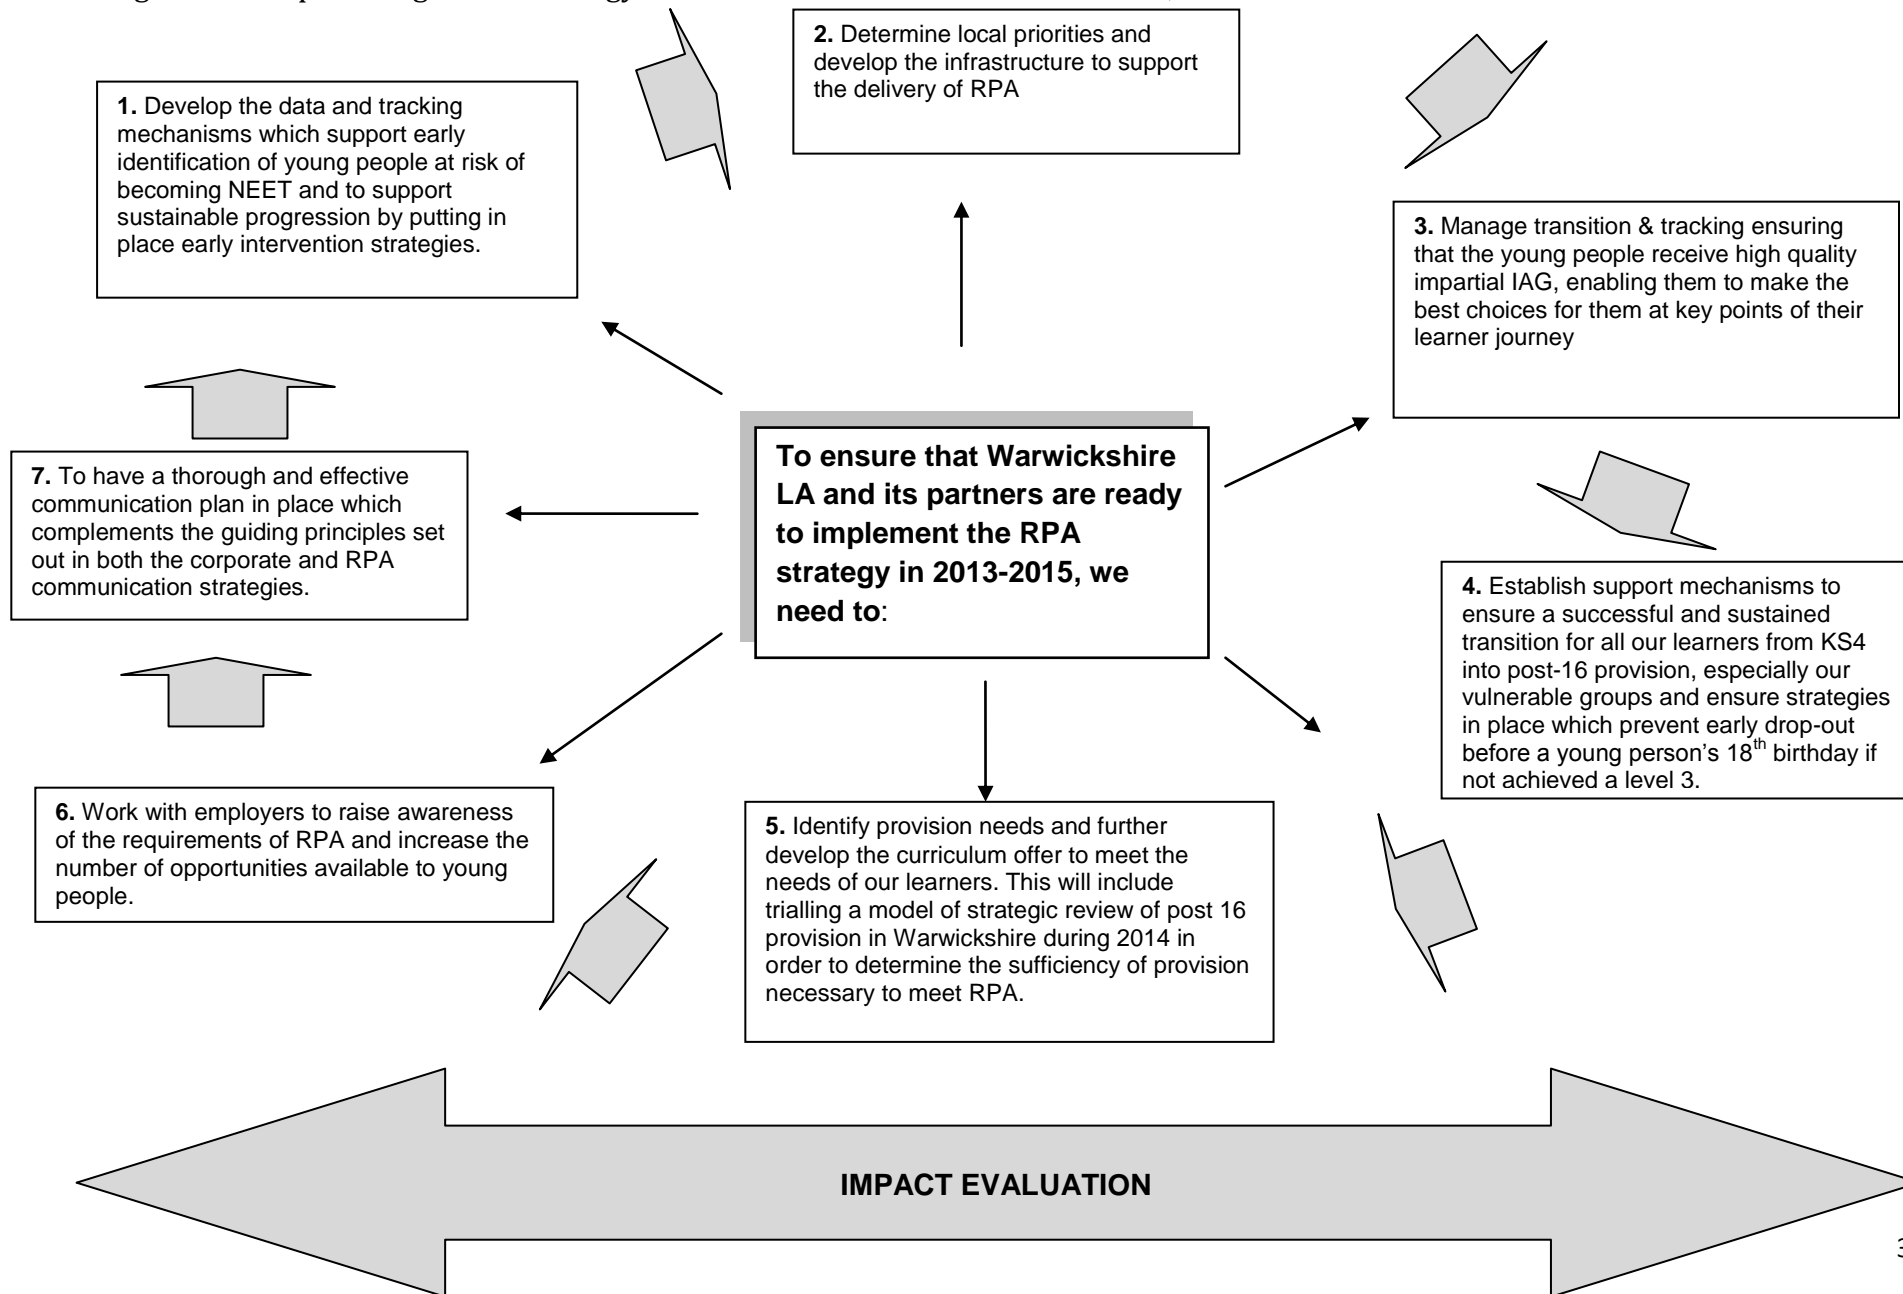 2. Determine local priorities and
develop the infrastructure to support
the delivery of RPA
1. Develop the data and tracking
mechanisms which support early
identification of young people at risk of
becoming NEET and to support
sustainable progression by putting in
place early intervention strategies.
3. Manage transition & tracking ensuring
that the young people receive high quality
impartial IAG, enabling them to make the
best choices for them at key points of their
learner journey
To ensure that Warwickshire
LA and its partners are ready
to implement the RPA
strategy in 2013-2015, we
need to:
7. To have a thorough and effective
communication plan in place which
complements the guiding principles set
out in both the corporate and RPA
communication strategies.
4. Establish support mechanisms to
ensure a successful and sustained
transition for all our learners from KS4
into post-16 provision, especially our
vulnerable groups and ensure strategies
in place which prevent early drop-out
before a young person's 18th birthday if
not achieved a level 3.
6. Work with employers to raise awareness
of the requirements of RPA and increase the
number of opportunities available to young
people.
5. Identify provision needs and further
develop the curriculum offer to meet the
needs of our learners. This will include
trialling a model of strategic review of post 16
provision in Warwickshire during 2014 in
order to determine the sufficiency of provision
necessary to meet RPA.
IMPACT EVALUATION